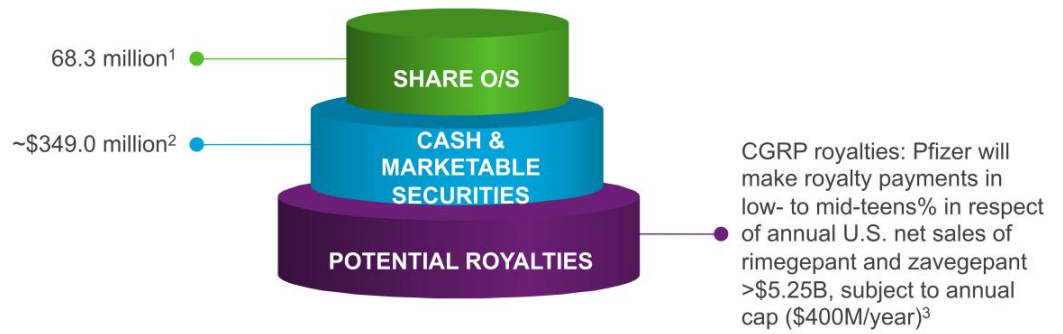 68.3 million¹
SHARE O/S
~$349.0 million²
CASH &
MARKETABLE
SECURITIES
POTENTIAL ROYALTIES
CGRP royalties: Pfizer will
make royalty payments in
low- to mid-teens% in respect
of annual U.S. net sales of
rimegepant and zavegepant
>$5.25B, subject to annual
cap ($400M/year)³